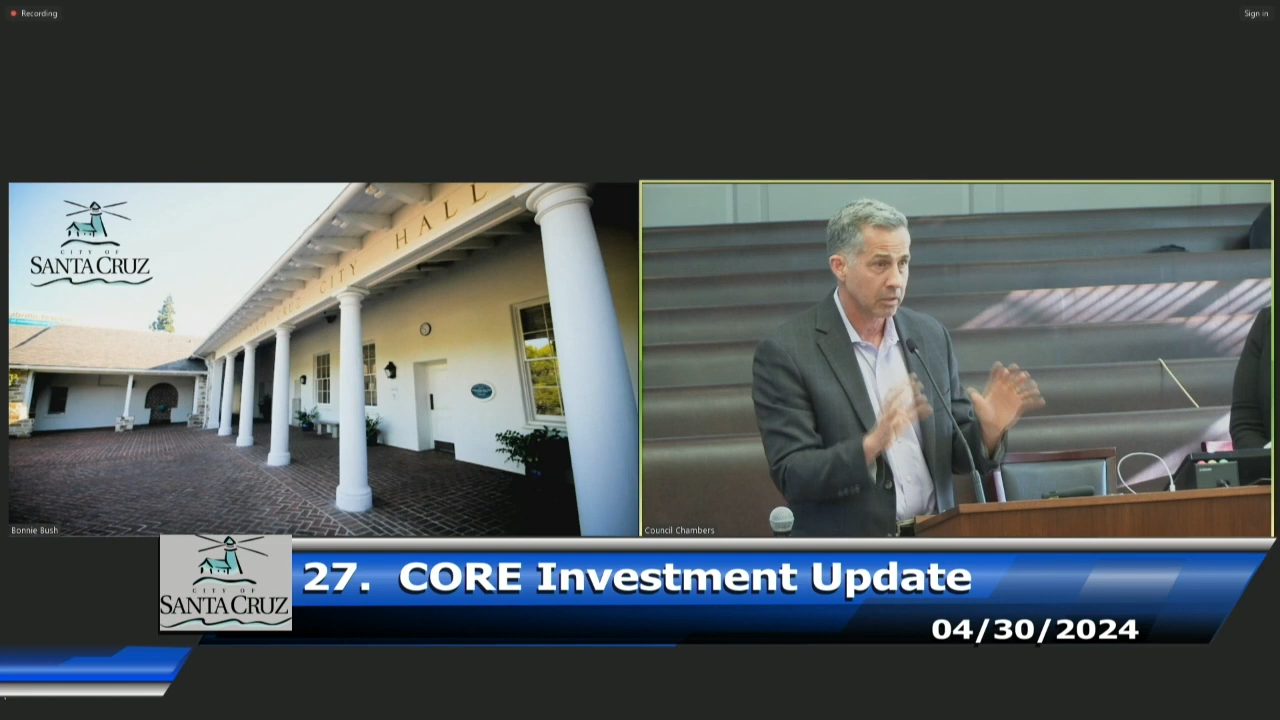 Recording
Sign in
CITY OF
SANTA CRUZ
CITY HALL
Bonnie Bush
Council Chambers
CITY OF
SANTA CRUZ
27. CORE Investment Update
04/30/2024